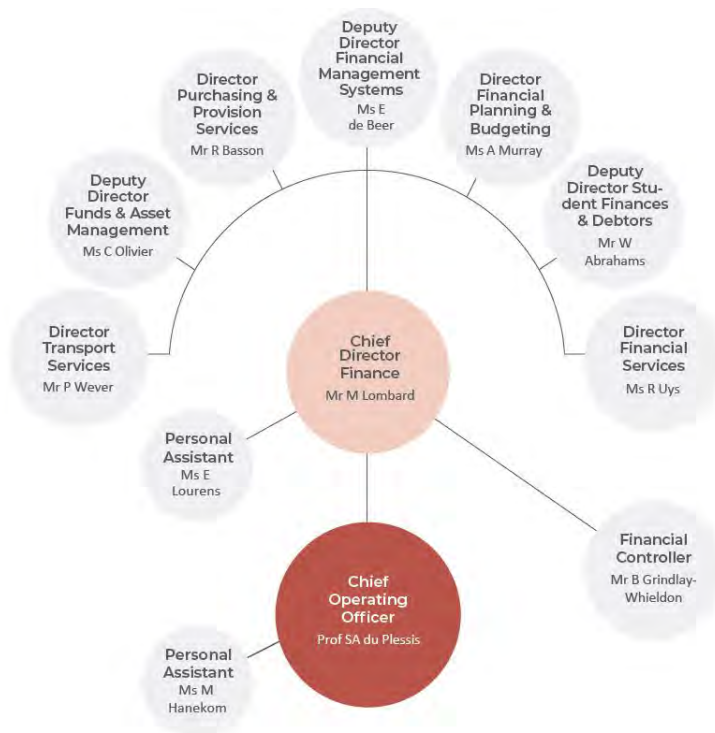 Deputy
Director
Financial
Management
Systems
Ms E
de Beer
Director
Purchasing &
Provision
Services
Mr R Basson
Director
Financial
Planning &
Budgeting
Ms A Murray
Deputy
Director
Funds & Asset
Management
Ms C Olivier
Deputy
Director Stu-
dent Finances
& Debtors
Mr W
Abrahams
Director
Transport
Services
Mr P Wever
Chief
Director
Finance
Mr M Lombard
Director
Financial
Services
Ms R Uys
Personal
Assistant
Ms E
Lourens
Financial
Controller
Mr B Grindlay-
Whieldon
Chief
Operating
Officer
Prof SA du Plessis
Personal
Assistant
Ms M
Hanekom